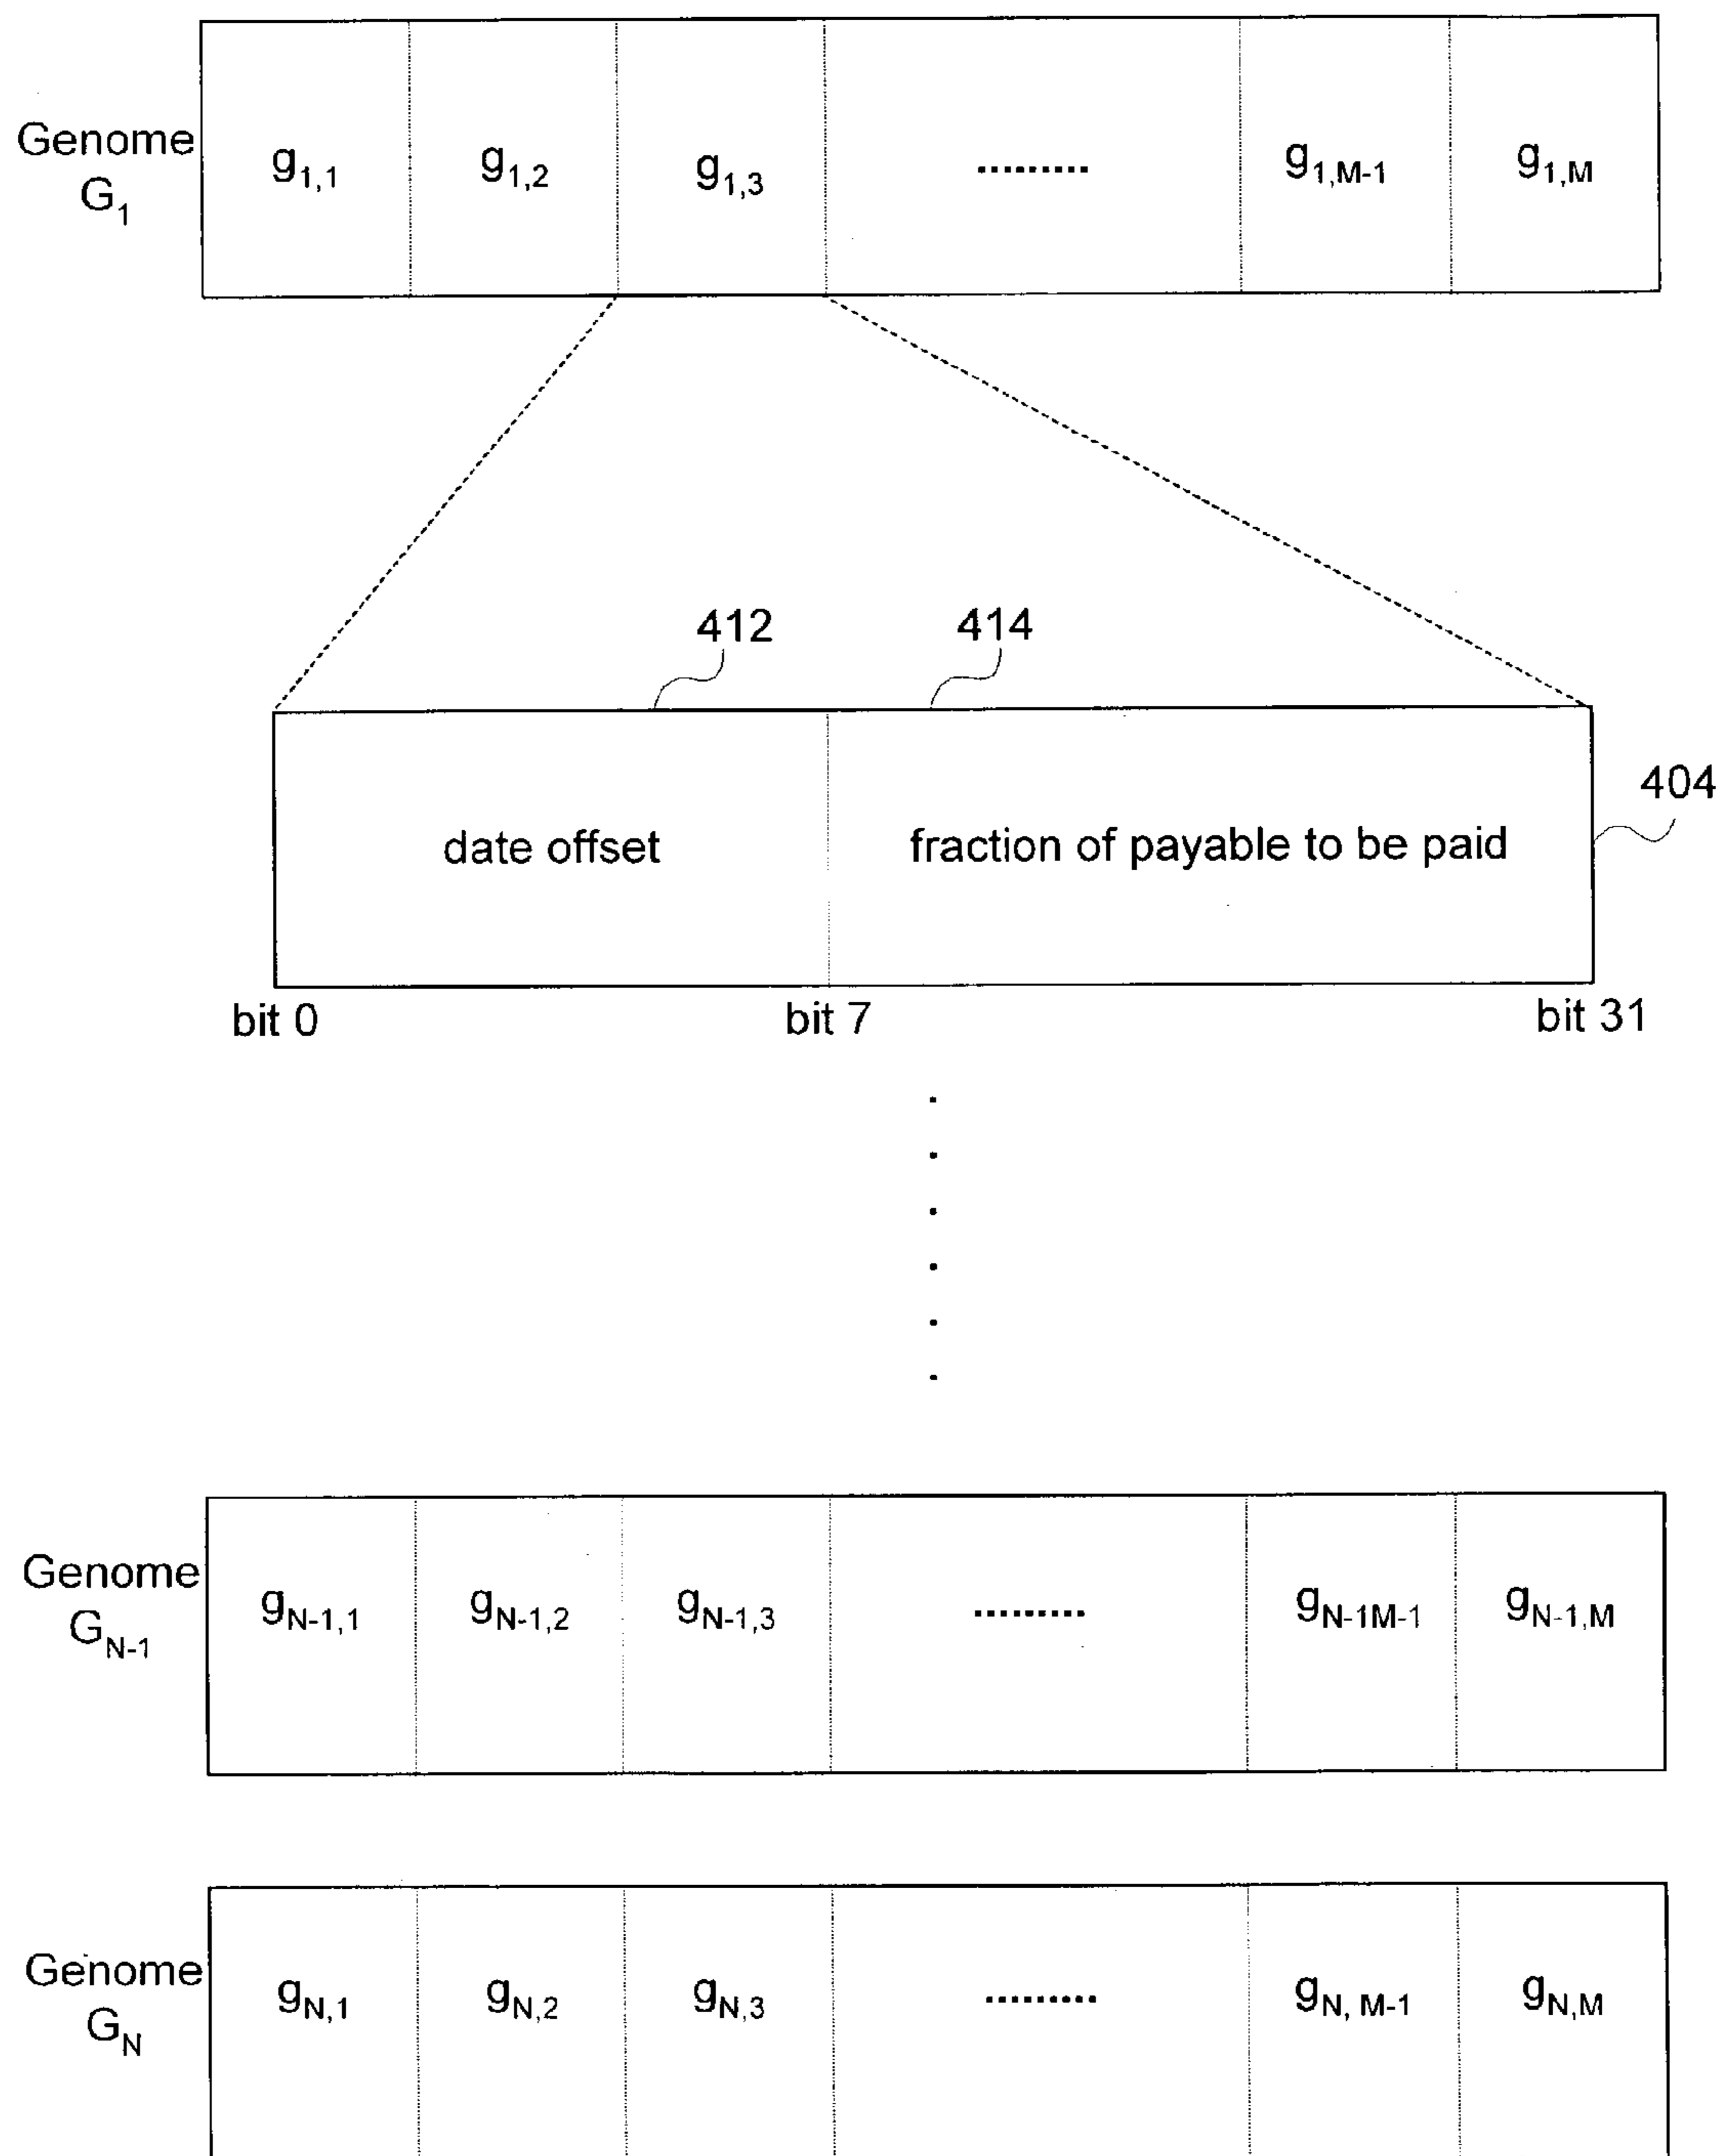 Genome
G1
g1,1 g1,2 g1,3 ......... g1,M-1 g1,M
412 414
404
date offset fraction of payable to be paid
bit 0 bit 7 bit 31
Genome
GN-1
gN-1,1 gN-1,2 gN-1,3 ......... gN-1M-1 gN-1,M
Genome
GN
gN,1 gN,2 gN,3 ......... gN, M-1 gN,M